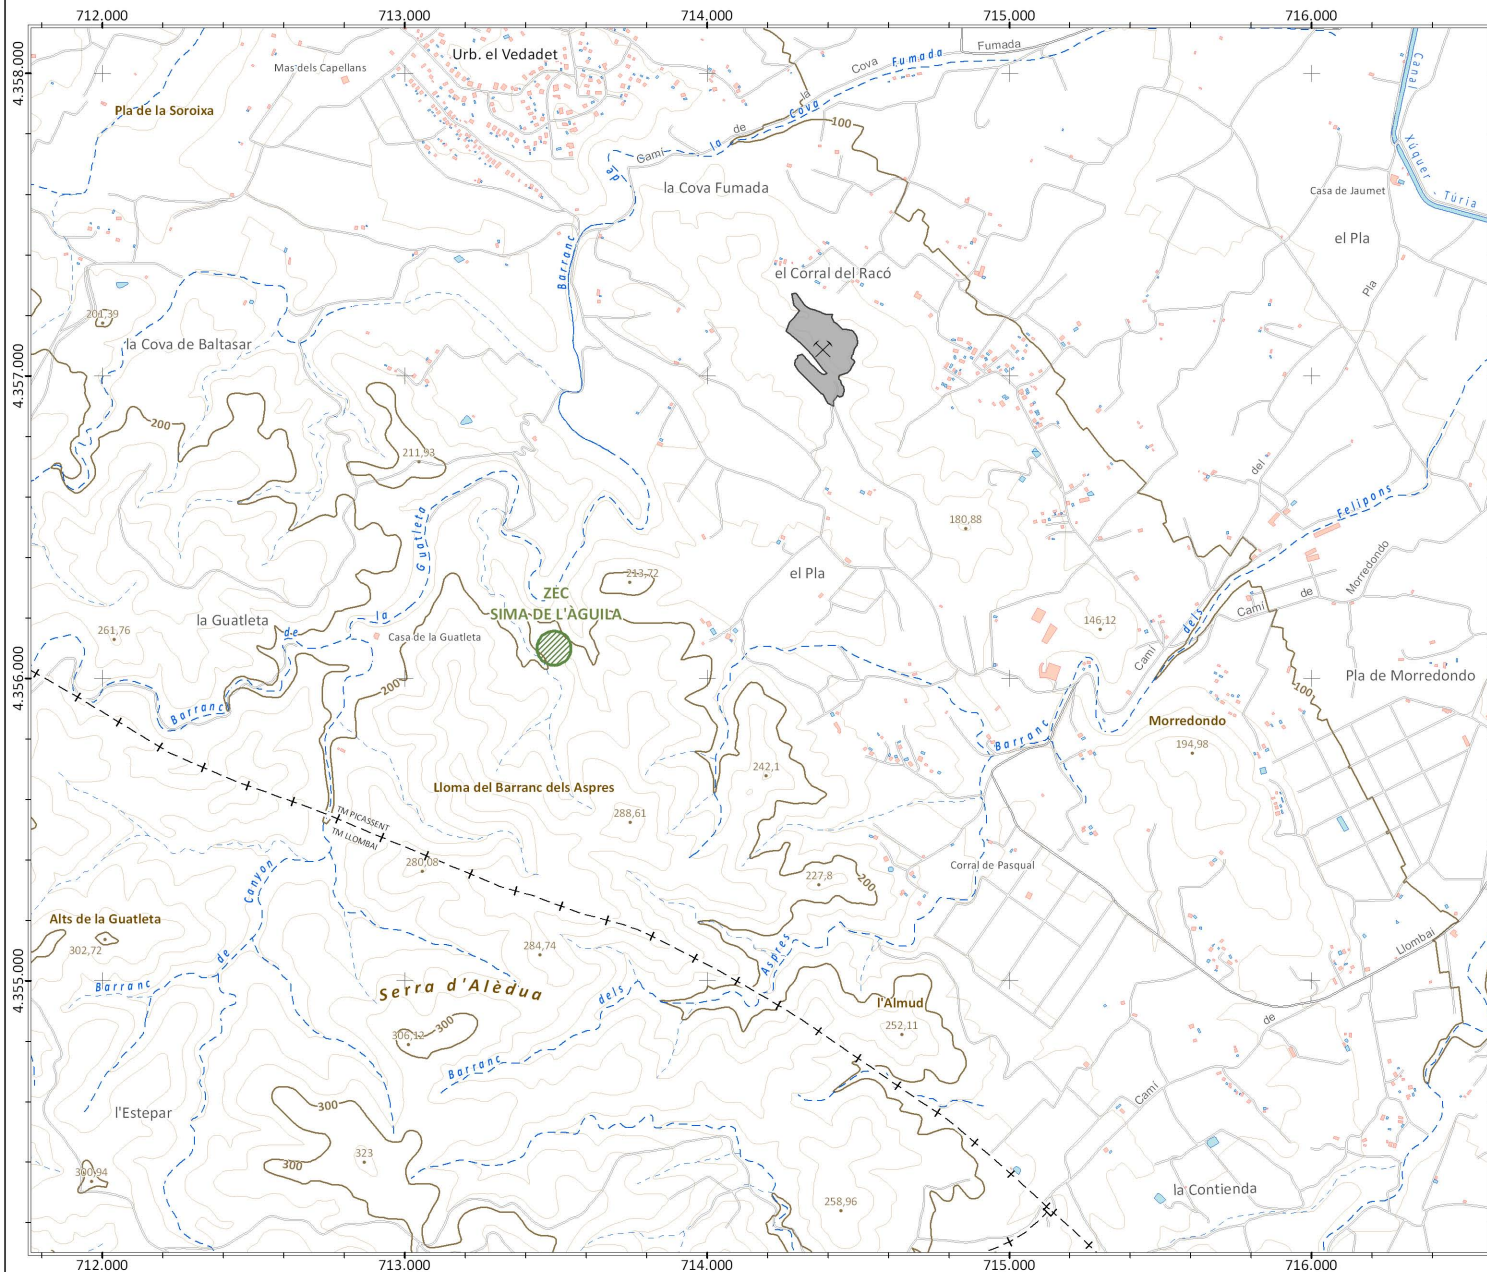 712.000
713.000
714.000
715.000
716.000
4.358.000
4.357.000
4.356.000
4.355.000
Urb. el Vedadet
Mas dels Capellans
Pla de la Soroixa
Camí
de
la
Cova
Fumada
Fumada
Barranc
de
la
Cova
Fumada
100
la Cova Fumada
Canal
Xúquer - Túria
Casa de Jaumet
el Pla
Pla
del
Camí
el Corral del Racó
201,39
la Cova de Baltasar
200
211,93
Guatleta
la
de
Barranc
180,88
Felipons
dels
Barranc
213,72
el Pla
ZEC
SIMA DE L'ÀGUILA
Morredondo
de
Camí
146,12
la Guatleta
261,76
Casa de la Guatleta
200
100
Pla de Morredondo
Morredondo
194,98
242,1
Lloma del Barranc dels Aspres
288,61
TM PICASSENT
TM LLOMBAI
280,08
227,8
200
Corral de Pasqual
Canyon
de
Barranc
Alts de la Guatleta
302,72
284,74
Aspres
dels
Barranc
Llombai
de
Camí
Serra d'Alèdua
l'Almud
252,11
306,12
300
l'Estepar
300
300
323
300,94
258,96
la Contienda
712.000
713.000
714.000
715.000
716.000